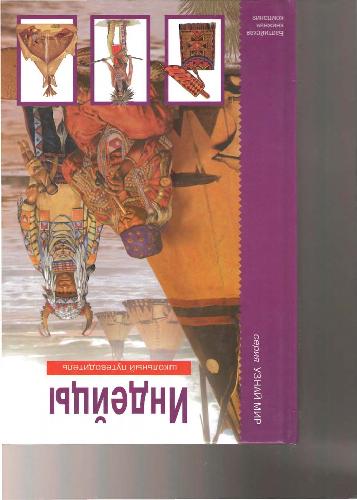 серия УЗНАЙ МИР
Индейцы
ШКОЛЬНЫЙ ПУТЕВОДИТЕЛЬ
Балтийская
книжная
компания